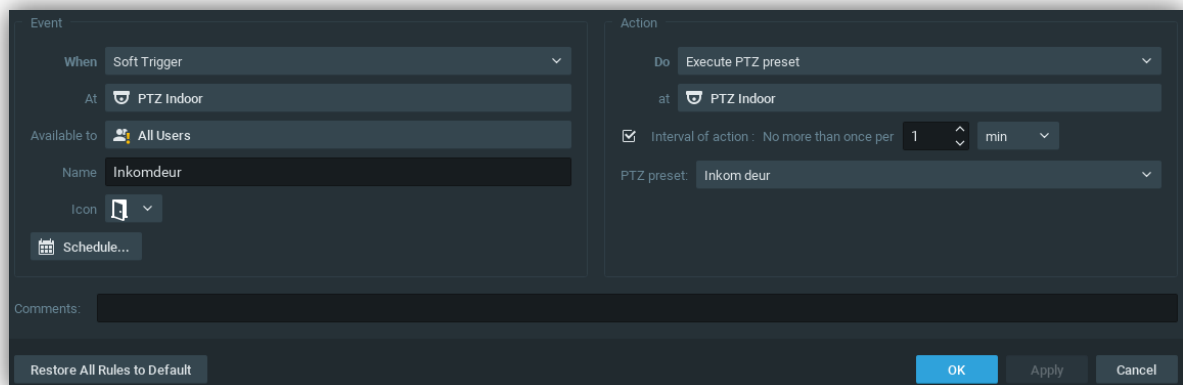 Event
When Soft Trigger
At PTZ Indoor
Available to All Users
Name Inkomdeur
Icon
Schedule...
Action
Do Execute PTZ preset
at PTZ Indoor
Interval of action : No more than once per 1 min
PTZ preset: Inkom deur
Comments:
Restore All Rules to Default
OK
Apply
Cancel